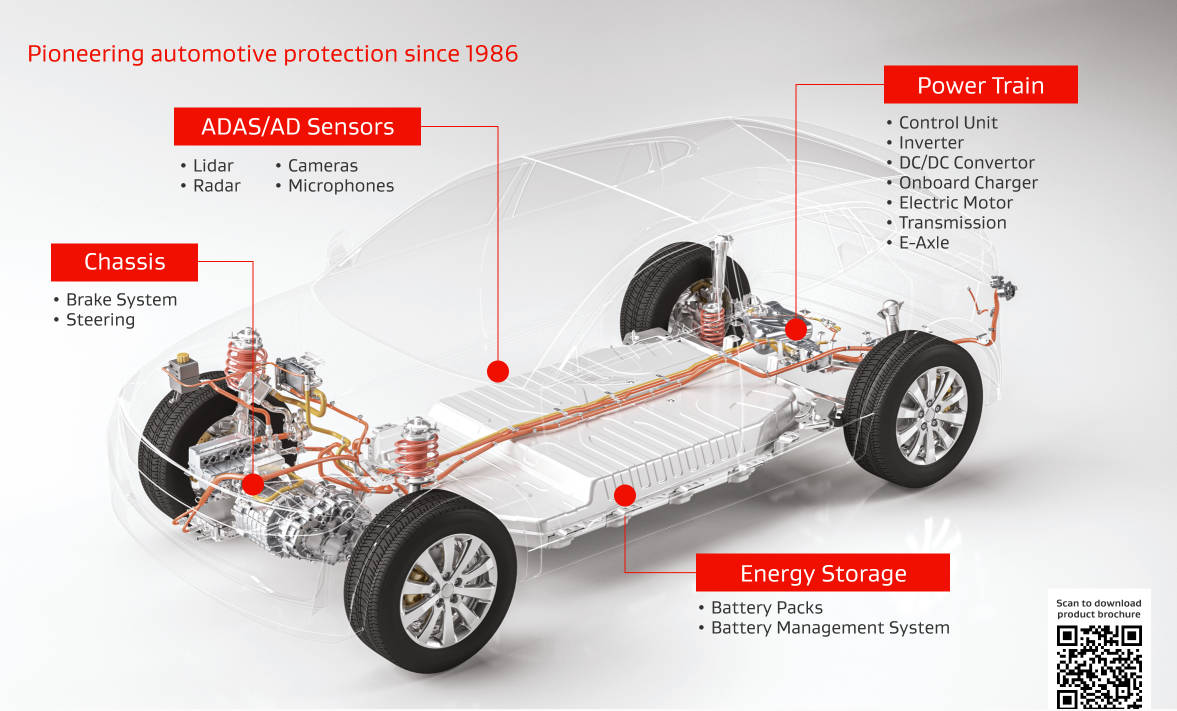 Pioneering automotive protection since 1986
ADAS/AD Sensors
• Lidar • Cameras
• Radar • Microphones
Power Train
• Control Unit
• Inverter
• DC/DC Convertor
• Onboard Charger
• Electric Motor
• Transmission
• E-Axle
Chassis
• Brake System
• Steering
Energy Storage
• Battery Packs
• Battery Management System
Scan to download
product brochure